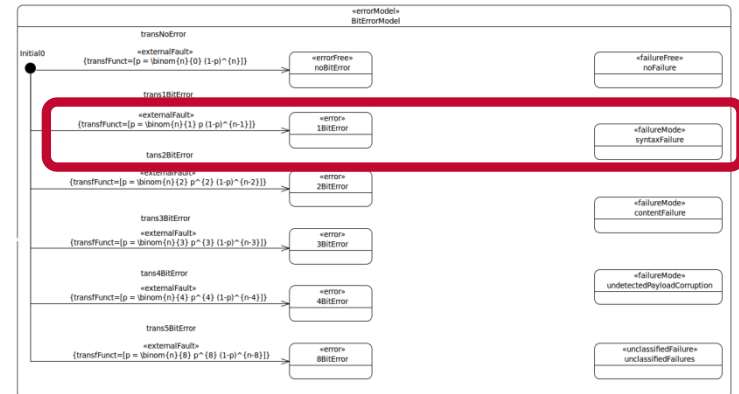 «errorModel»
BitErrorModel
transNoError
Initial0
«externalFault»
{transfFunct=[p = \binom{n}{0} (1-p)^{n}]}
«errorFree»
noBitError
«failureFree»
noFailure
trans1BitError
«externalFault»
{transfFunct=[p = \binom{n}{1} p (1-p)^{n-1}]}
«error»
1BitError
«failureMode»
syntaxFailure
tans2BitError
«externalFault»
{transfFunct=[p = \binom{n}{2} p^{2} (1-p)^{n-2}]}
«error»
2BitError
«failureMode»
contentFailure
trans3BitError
«externalFault»
{transfFunct=[p = \binom{n}{3} p^{3} (1-p)^{n-3}]}
«error»
3BitError
tans4BitError
«externalFault»
{transfFunct=[p = \binom{n}{4} p^{4} (1-p)^{n-4}]}
«error»
4BitError
«failureMode»
undetectedPayloadCorruption
trans5BitError
«externalFault»
{transfFunct=[p = \binom{n}{8} p^{8} (1-p)^{n-8}]}
«error»
8BitError
«unclassifiedFailure»
unclassifiedFailures